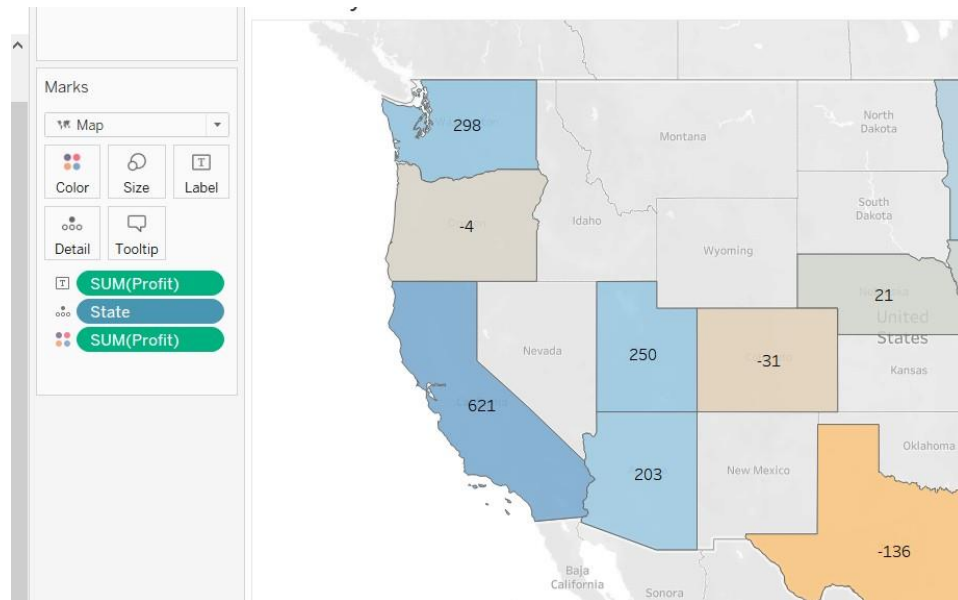 Marks
Map
Color
Size
Label
Detail
Tooltip
SUM(Profit)
State
SUM(Profit)
298
Montana
North
Dakota
-4
Idaho
South
Dakota
Wyoming
21
United
States
Nevada
250
-31
Kansas
621
203
New Mexico
Oklahoma
-136
Baja
California
Sonora